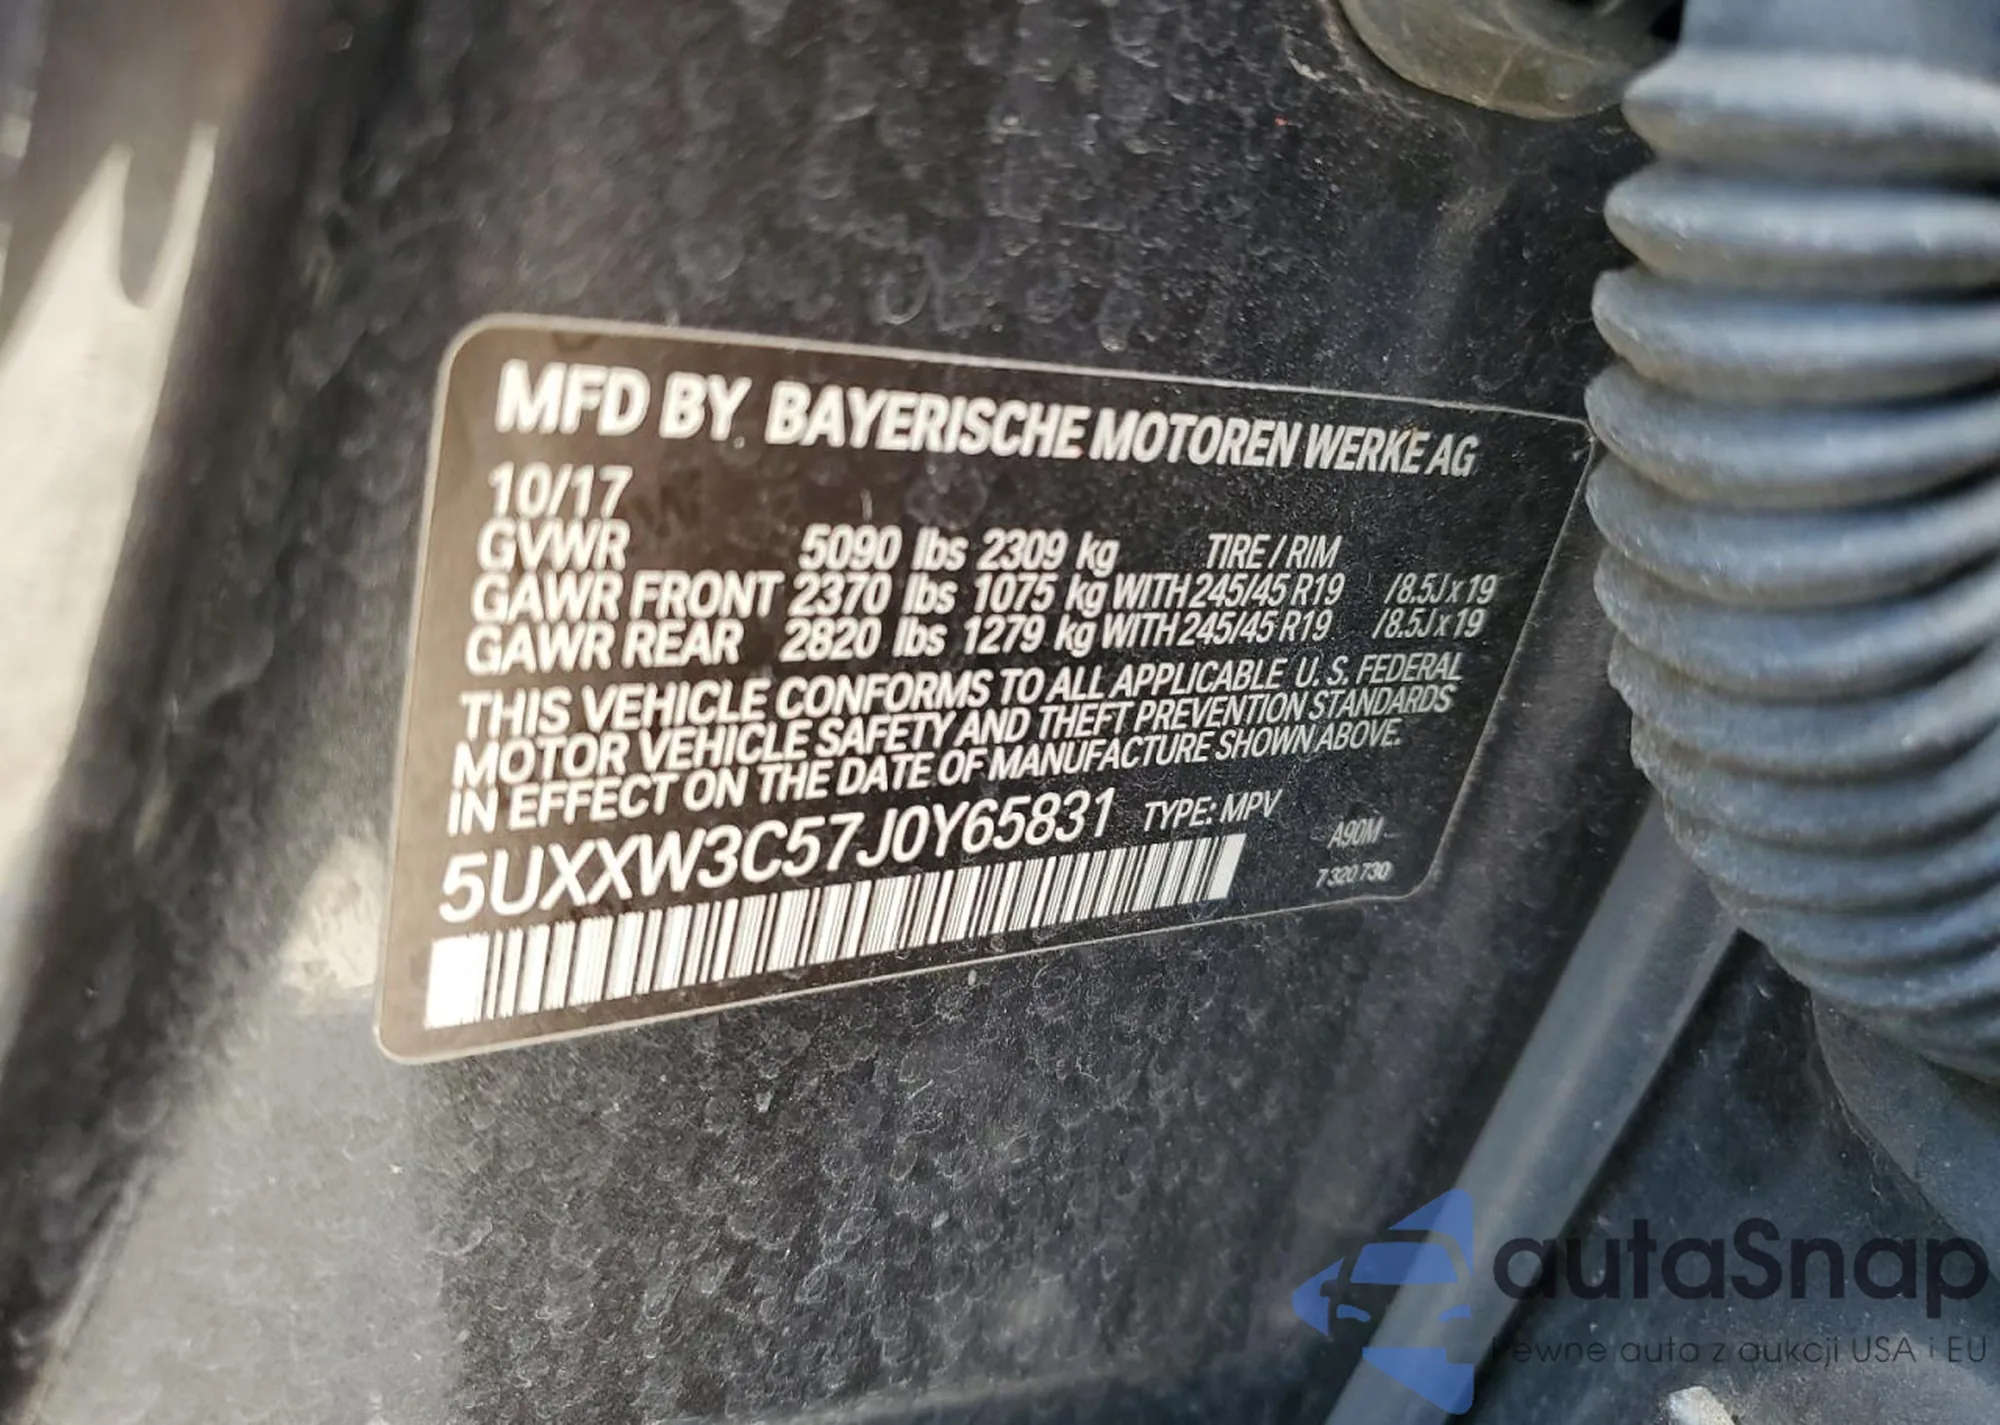 MFD BY BAYERISCHE MOTOREN WERKE AG
10/17
GVWR 5090 lbs 2309 kg TIRE / RIM
GAWR FRONT 2370 lbs 1075 kg WITH 245/45 R19 /8.5J x 19
GAWR REAR 2820 lbs 1279 kg WITH 245/45 R19 /8.5J x 19
THIS VEHICLE CONFORMS TO ALL APPLICABLE U. S. FEDERAL
MOTOR VEHICLE SAFETY AND THEFT PREVENTION STANDARDS
IN EFFECT ON THE DATE OF MANUFACTURE SHOWN ABOVE.
5UXXW3C57J0Y65831 TYPE: MPV
A90M
7 320 730
autaSnap
Pewne auta z aukcji USA i EU